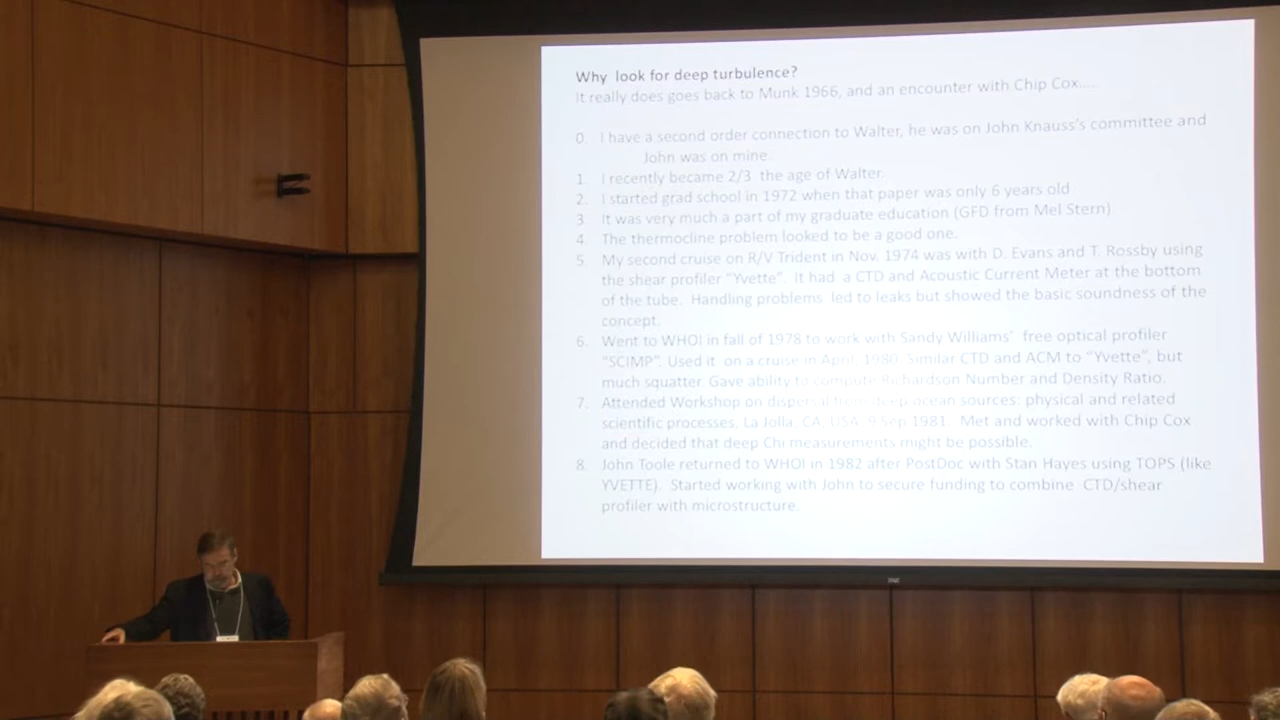 Why look for deep turbulence?
It really does goes back to Munk 1966, and an encounter with Chip Cox.....
0. I have a second order connection to Walter, he was on John Knauss's committee and
John was on mine.
1. I recently became 2/3 the age of Walter.
2. I started grad school in 1972 when that paper was only 6 years old
3. It was very much a part of my graduate education (GFD from Mel Stern)
4. The thermocline problem looked to be a good one.
5. My second cruise on R/V Trident in Nov. 1974 was with D. Evans and T. Rossby using
the shear profiler "Yvette". It had a CTD and Acoustic Current Meter at the bottom
of the tube. Handling problems led to leaks but showed the basic soundness of the
concept.
6. Went to WHOI in fall of 1978 to work with Sandy Williams' free optical profiler
"SCIMP". Used it on a cruise in April, 1980. Similar CTD and ACM to "Yvette", but
much squatter. Gave ability to compute Richardson Number and Density Ratio.
7. Attended Workshop on dispersal from deep ocean sources: physical and related
scientific processes, La Jolla, CA, USA, 9 Sep 1981. Met and worked with Chip Cox
and decided that deep Chi measurements might be possible.
8. John Toole returned to WHOI in 1982 after PostDoc with Stan Hayes using TOPS (like
YVETTE). Started working with John to secure funding to combine CTD/shear
profiler with microstructure.